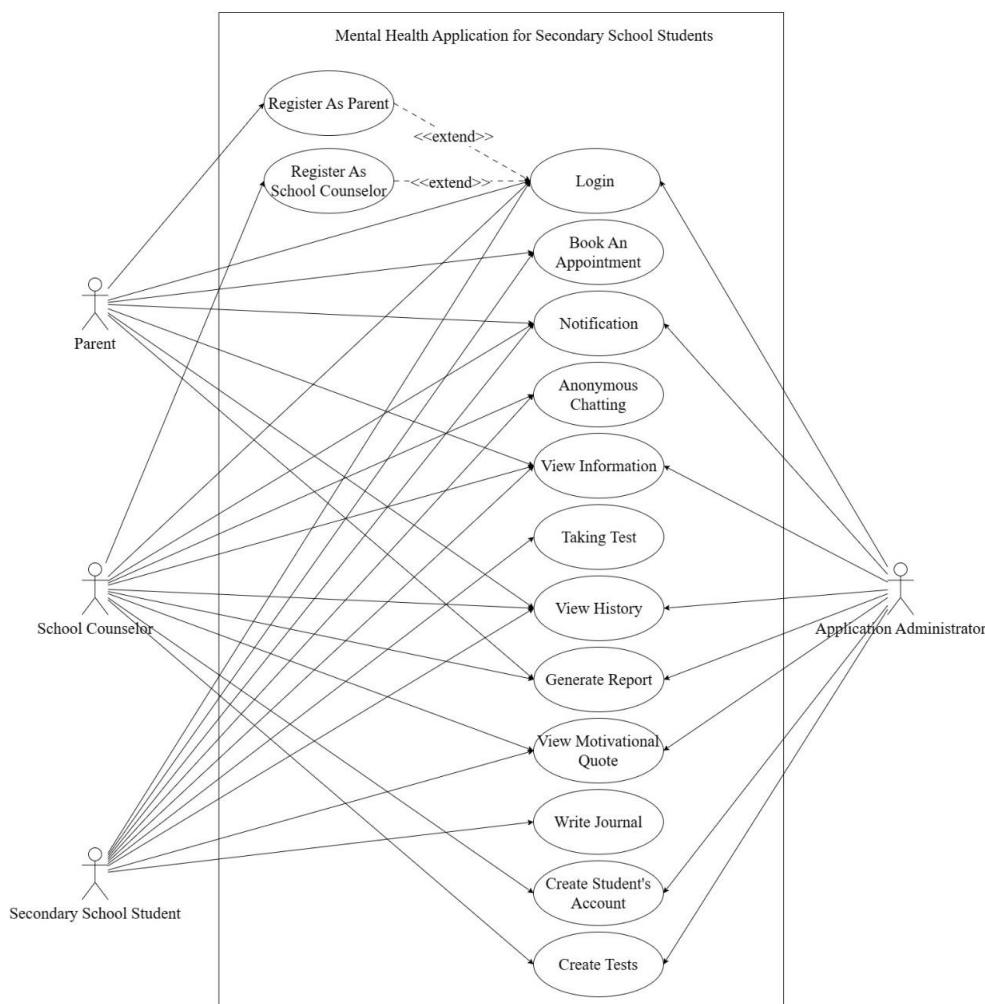 Mental Health Application for Secondary School Students
Register As Parent
<<extend>>
Register As
School Counselor
<<extend>>
Login
Book An
Appointment
Notification
Parent
Anonymous
Chatting
View Information
Taking Test
School Counselor
View History
Application Administrator
Generate Report
View Motivational
Quote
Write Journal
Secondary School Student
Create Student's
Account
Create Tests